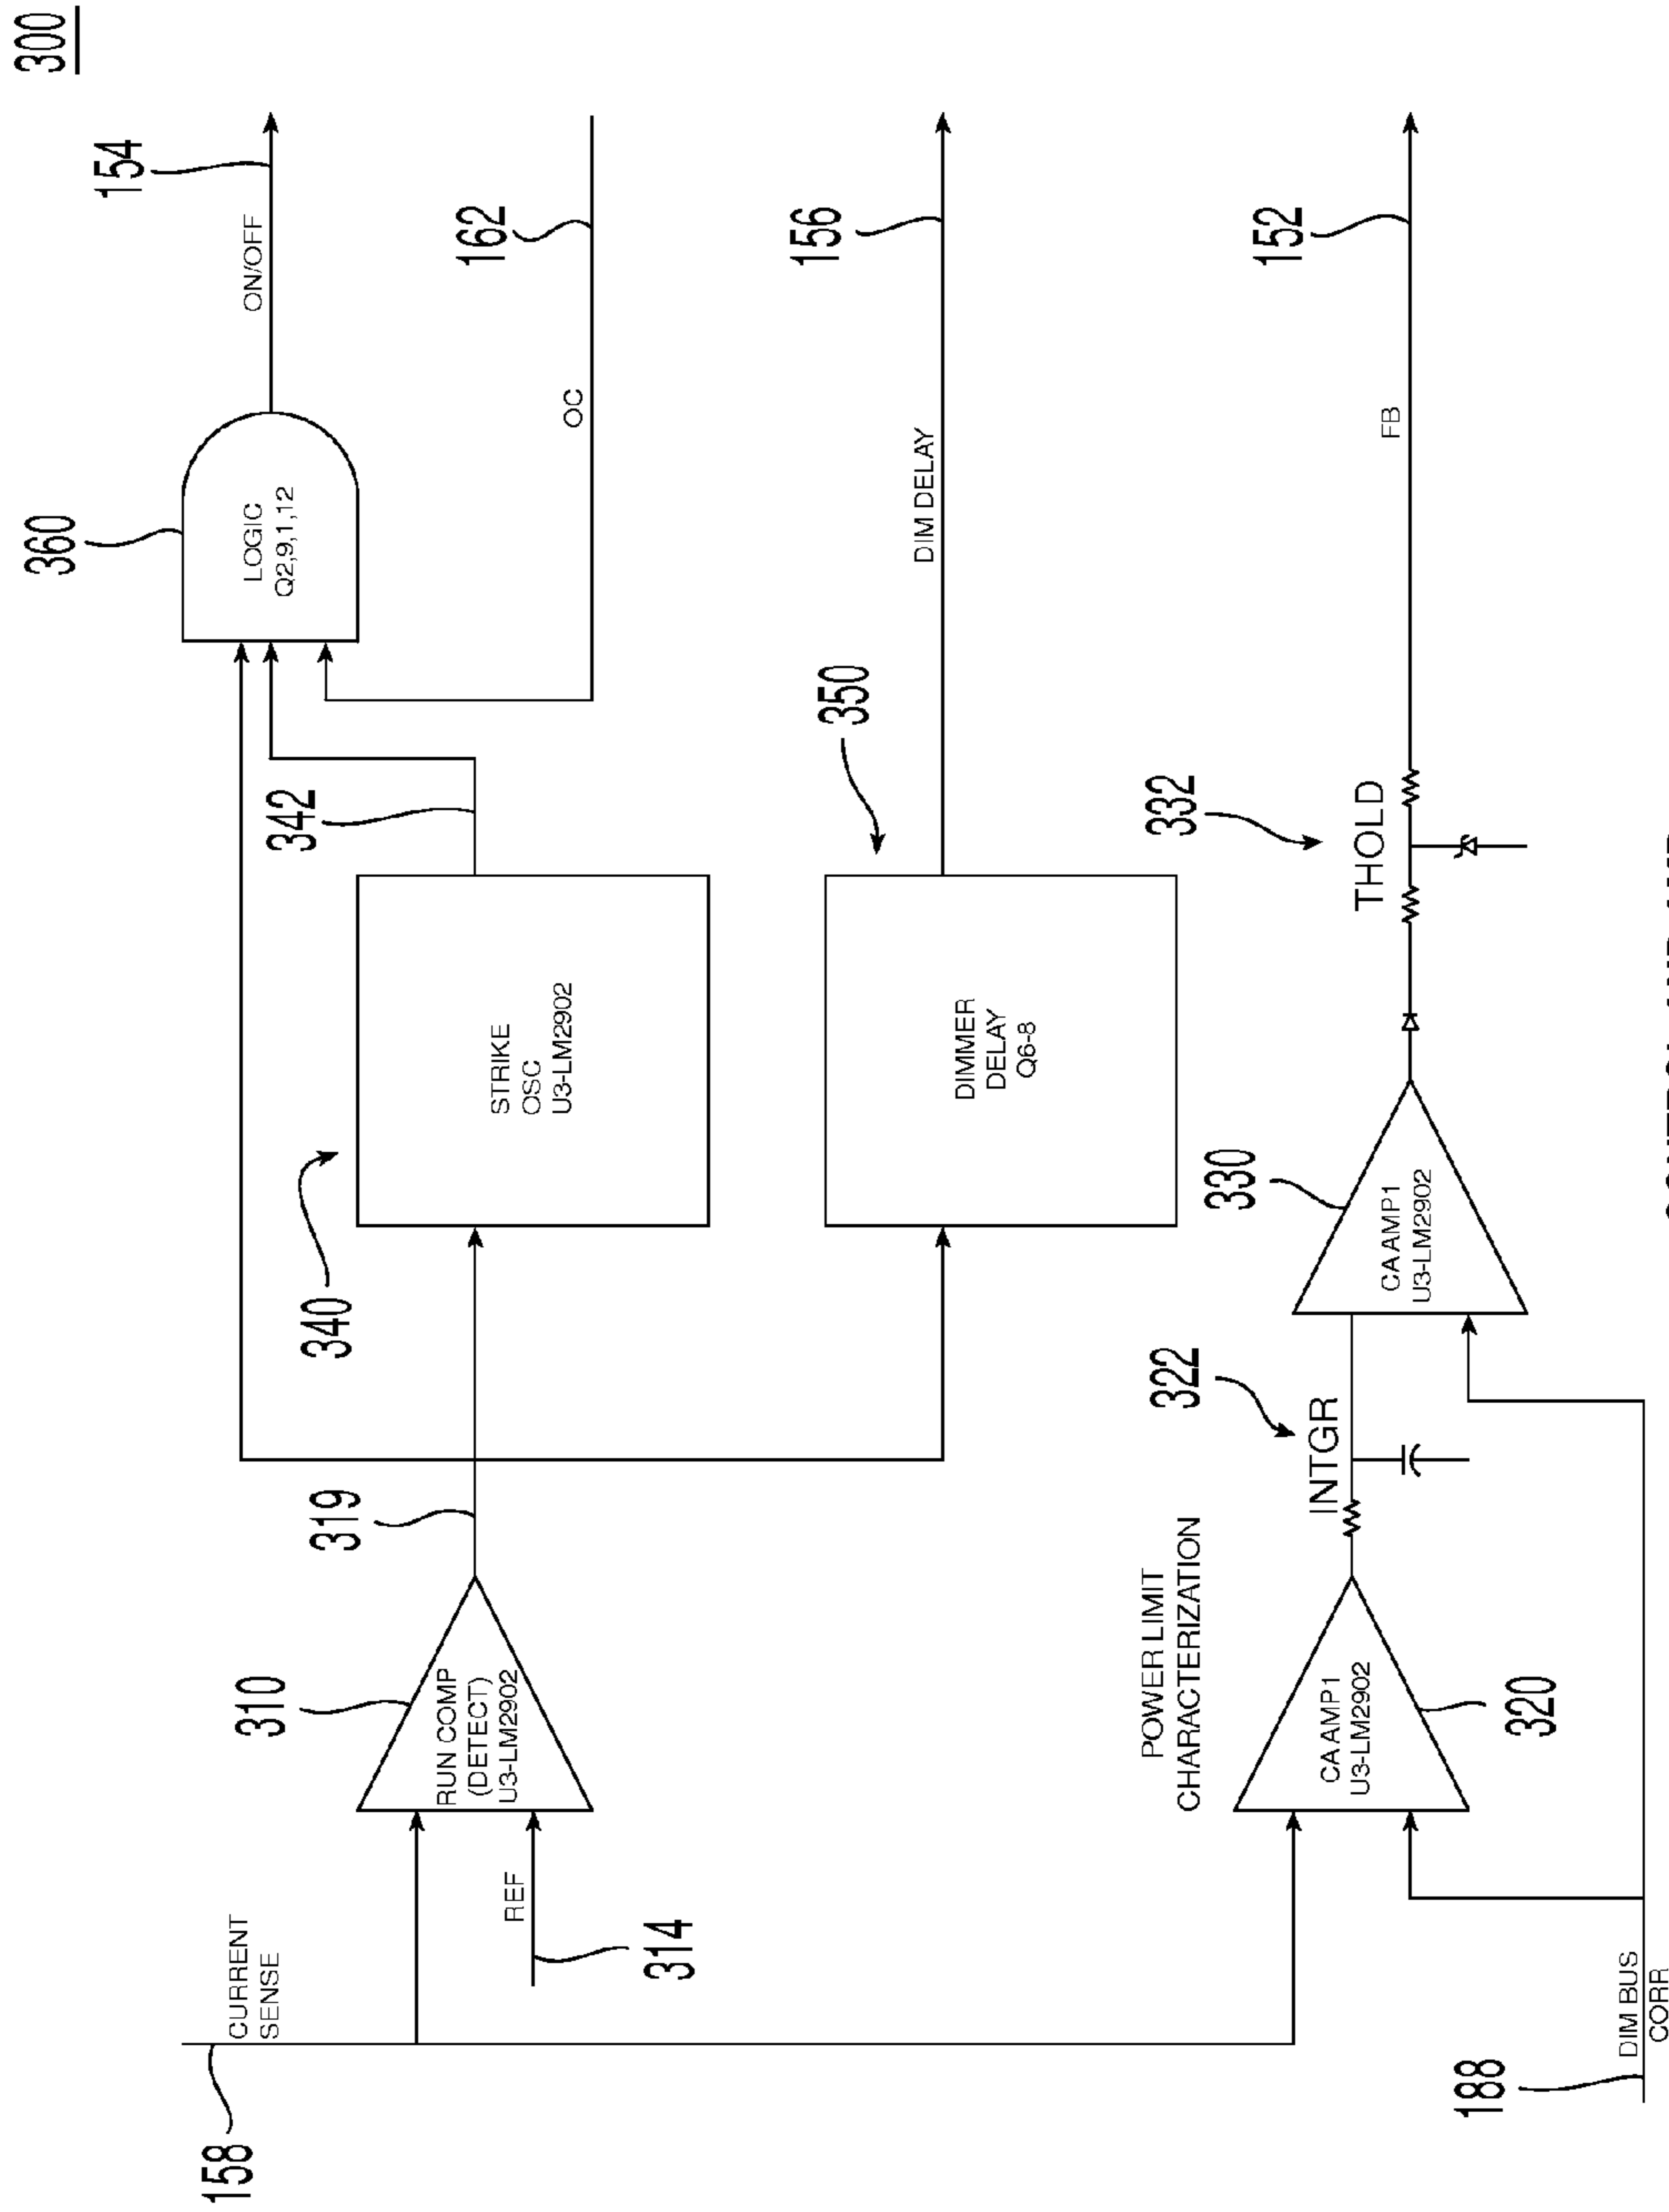 300
154
ON/OFF
360
LOGIC
Q2,9,1,12
162
OC
342
340
STRIKE
OSC
U3-LM2902
319
310
RUN COMP
(DETECT)
U3-LM2902
REF
314
CURRENT
SENSE
158
156
DIM DELAY
350
DIMMER
DELAY
Q6-8
152
FB
332
THOLD
330
CA AMP1
U3-LM2902
322
INTGR
POWER LIMIT
CHARACTERIZATION
CA AMP1
U3-LM2902
320
DIM BUS
CORR
188